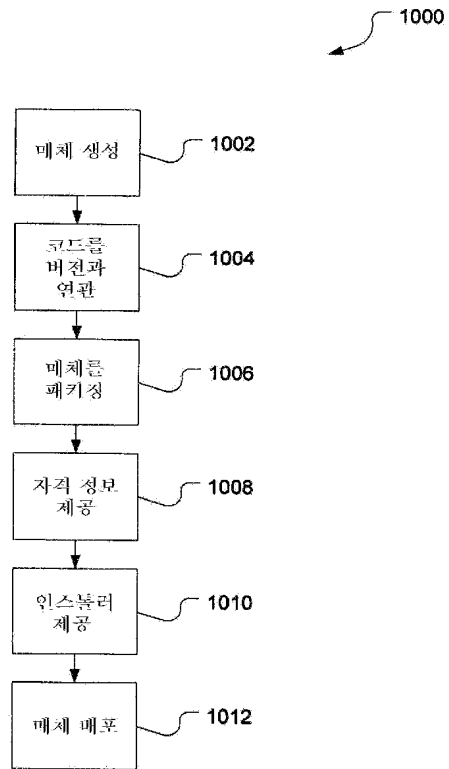 1000
매체 생성
1002
코드를
버전과
연관
1004
매체를
패키징
1006
자격 정보
제공
1008
인스톨러
제공
1010
매체 배포
1012